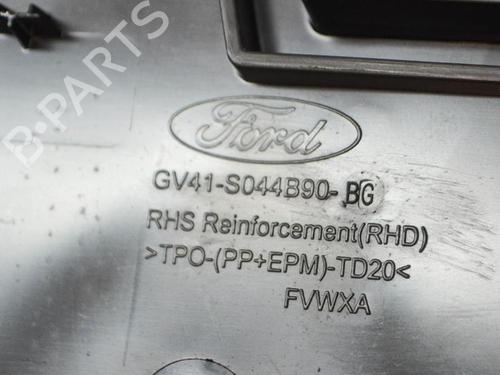 B-PARTS
Ford
GV41-S044B90-BG
RHS Reinforcement(RHD)
>TPO-(PP+EPM)-TD20<
FVWXA